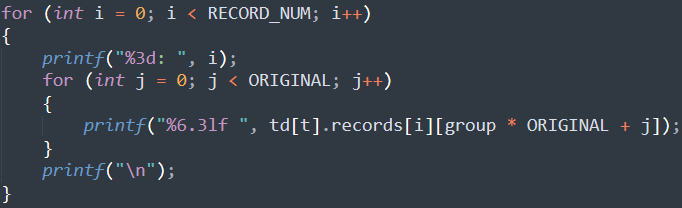 for (int i = 0; i < RECORD_NUM; i++)
{
    printf("%3d: ", i);
    for (int j = 0; j < ORIGINAL; j++)
    {
        printf("%6.3lf ", td[t].records[i][group * ORIGINAL + j]);
    }
    printf("\n");
}